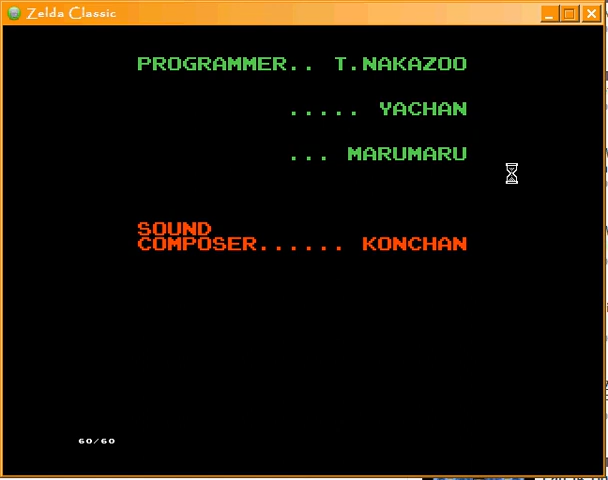 Zelda Classic
PROGRAMMER.. T.NAKAZOO
..... YACHAN
... MARUMARU
SOUND
COMPOSER...... KONCHAN
60/60